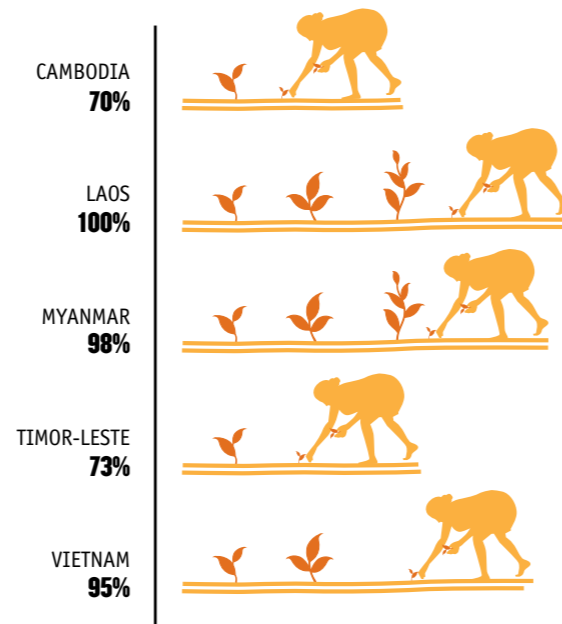 CAMBODIA
70%
LAOS
100%
MYANMAR
98%
TIMOR-LESTE
73%
VIETNAM
95%